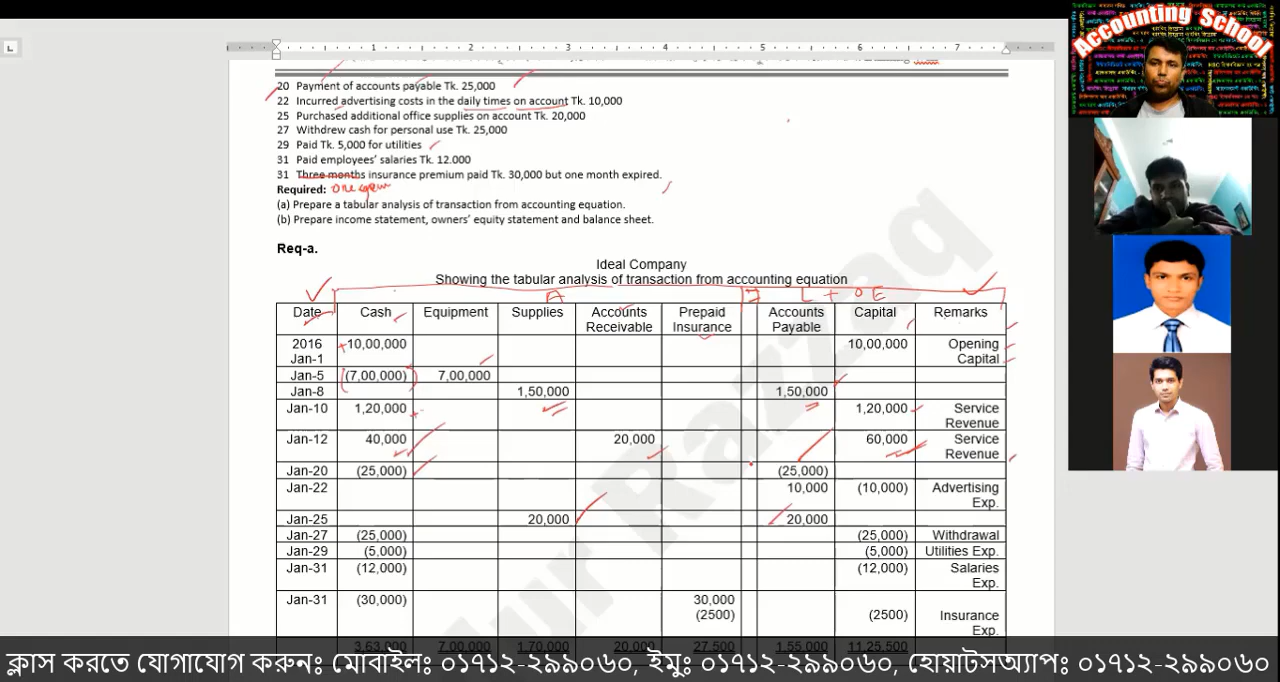 Accounting School
1 2 3 4 5 6 7
20 Payment of accounts payable Tk. 25,000
22 Incurred advertising costs in the daily times on account Tk. 10,000
25 Purchased additional office supplies on account Tk. 20,000
27 Withdrew cash for personal use Tk. 25,000
29 Paid Tk. 5,000 for utilities
31 Paid employees' salaries Tk. 12.000
31 Three months insurance premium paid Tk. 30,000 but one month expired.
Required: one year
(a) Prepare a tabular analysis of transaction from accounting equation.
(b) Prepare income statement, owners' equity statement and balance sheet.
Req-a.
Ideal Company
Showing the tabular analysis of transaction from accounting equation
A = L + OE
Date Cash Equipment Supplies Accounts Receivable Prepaid Insurance Accounts Payable Capital Remarks
2016 Jan-1 +10,00,000 10,00,000 Opening Capital
Jan-5 (7,00,000) 7,00,000
Jan-8 1,50,000 1,50,000
Jan-10 1,20,000 + 1,20,000 Service Revenue
Jan-12 40,000 20,000 60,000 Service Revenue
Jan-20 (25,000) (25,000)
Jan-22 10,000 (10,000) Advertising Exp.
Jan-25 20,000 20,000
Jan-27 (25,000) (25,000) Withdrawal
Jan-29 (5,000) (5,000) Utilities Exp.
Jan-31 (12,000) (12,000) Salaries Exp.
Jan-31 (30,000) 30,000 (2500) (2500) Insurance Exp.
3,63,000 7,00,000 1,70,000 20,000 27,500 1,55,000 11,25,500
ক্লাস করতে যোগাযোগ করুনঃ মোবাইলঃ ০১৭১২-২৯৯০৬০, ইমুঃ ০১৭১২-২৯৯০৬০, হোয়াটসঅ্যাপঃ ০১৭১২-২৯৯০৬০